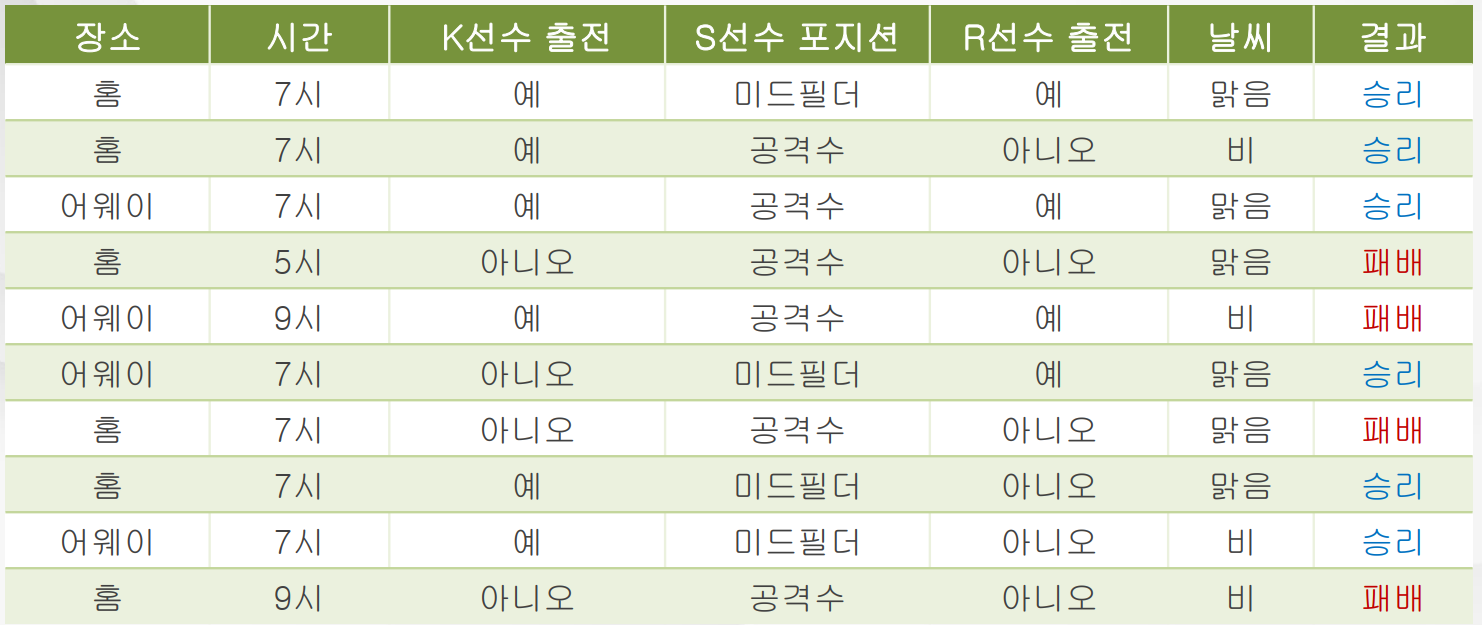 장소 시간 K선수 출전 S선수 포지션 R선수 출전 날씨 결과
홈 7시 예 미드필더 예 맑음 승리
홈 7시 예 공격수 아니오 비 승리
어웨이 7시 예 공격수 예 맑음 승리
홈 5시 아니오 공격수 아니오 맑음 패배
어웨이 9시 예 공격수 예 비 패배
어웨이 7시 아니오 미드필더 예 맑음 승리
홈 7시 아니오 공격수 아니오 맑음 패배
홈 7시 예 미드필더 아니오 맑음 승리
어웨이 7시 예 미드필더 아니오 비 승리
홈 9시 아니오 공격수 아니오 비 패배